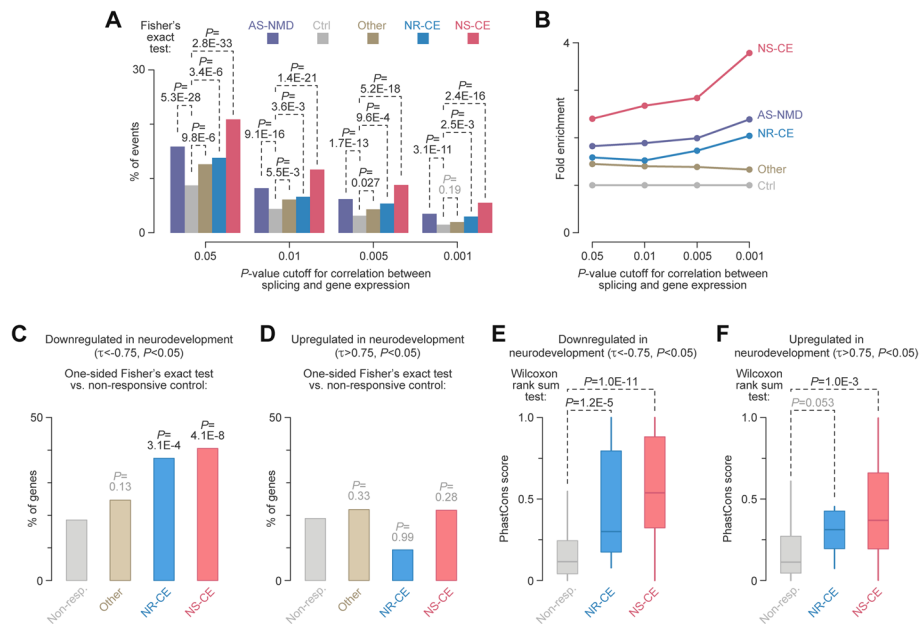 A
Fisher's
exact
test:
AS-NMD
Ctrl
Other
NR-CE
NS-CE
P=
2.8E-33
P=
3.4E-6
P=
5.3E-28
P=
9.8E-6
P=
1.4E-21
P=
3.6E-3
P=
9.1E-16
P=
5.5E-3
P=
5.2E-18
P=
9.6E-4
P=
1.7E-13
P=
0.027
P=
2.4E-16
P=
2.5E-3
P=
3.1E-11
P=
0.19
30
0
% of events
0.05
0.01
0.005
0.001
P-value cutoff for correlation between
splicing and gene expression
B
4
0
Fold enrichment
NS-CE
AS-NMD
NR-CE
Other
Ctrl
0.05
0.01
0.005
0.001
P-value cutoff for correlation between
splicing and gene expression
C
Downregulated in neurodevelopment
(τ<-0.75, P<0.05)
One-sided Fisher's exact test
vs. non-responsive control:
50
0
% of genes
P=
0.13
P=
3.1E-4
P=
4.1E-8
Non-resp.
Other
NR-CE
NS-CE
D
Upregulated in neurodevelopment
(τ>0.75, P<0.05)
One-sided Fisher's exact test
vs. non-responsive control:
50
0
% of genes
P=
0.33
P=
0.99
P=
0.28
Non-resp.
Other
NR-CE
NS-CE
E
Downregulated in
neurodevelopment (τ<-0.75, P<0.05)
Wilcoxon
rank sum
test:
P=1.0E-11
P=1.2E-5
1.0
0.5
0
PhastCons score
Non-resp.
NR-CE
NS-CE
F
Upregulated in
neurodevelopment (τ>0.75, P<0.05)
Wilcoxon
rank sum
test:
P=1.0E-3
P=0.053
1.0
0.5
0
PhastCons score
Non-resp.
NR-CE
NS-CE